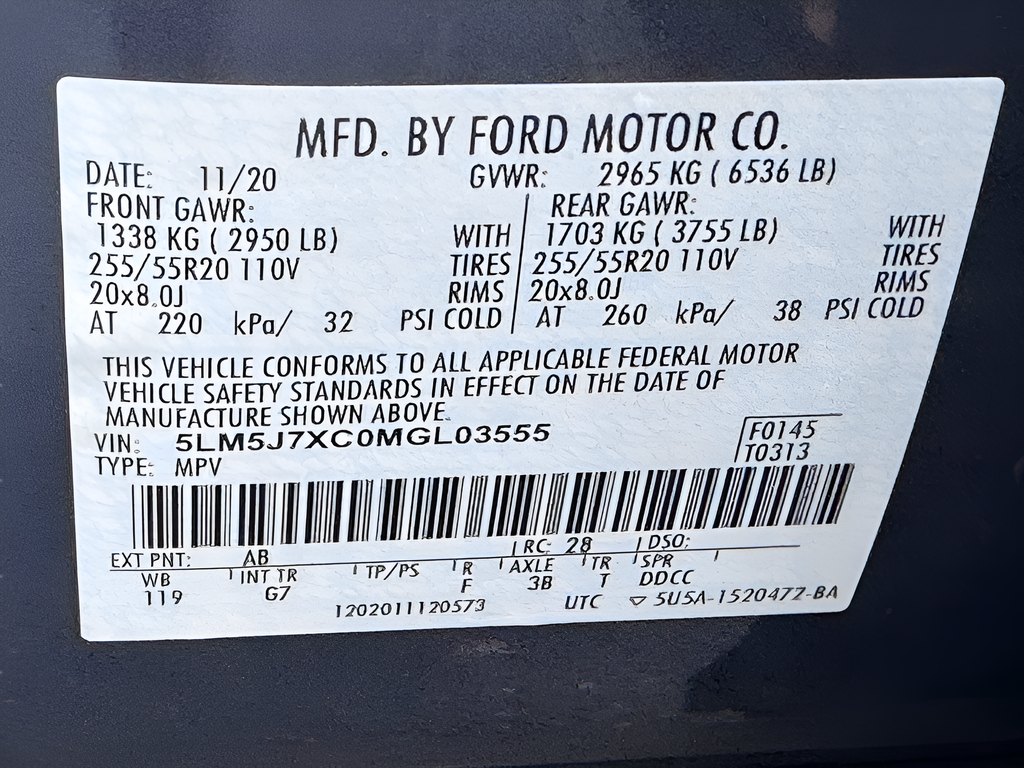 MFD. BY FORD MOTOR CO.
DATE: 11/20 GVWR: 2965 KG ( 6536 LB)
FRONT GAWR: REAR GAWR:
1338 KG ( 2950 LB) WITH 1703 KG ( 3755 LB) WITH
255/55R20 110V TIRES 255/55R20 110V TIRES
20x8.0J RIMS 20x8.0J RIMS
AT 220 kPa/ 32 PSI COLD AT 260 kPa/ 38 PSI COLD
THIS VEHICLE CONFORMS TO ALL APPLICABLE FEDERAL MOTOR
VEHICLE SAFETY STANDARDS IN EFFECT ON THE DATE OF
MANUFACTURE SHOWN ABOVE.
VIN: 5LM5J7XC0MGL03555 F0145
TYPE: MPV T0313
EXT PNT: AB RC: 28 DSO:
WB INT TR TP/PS R AXLE TR SPR
119 G7 F 3B T DDCC
1202011120573 UTC ▽ 5U5A-1520472-BA